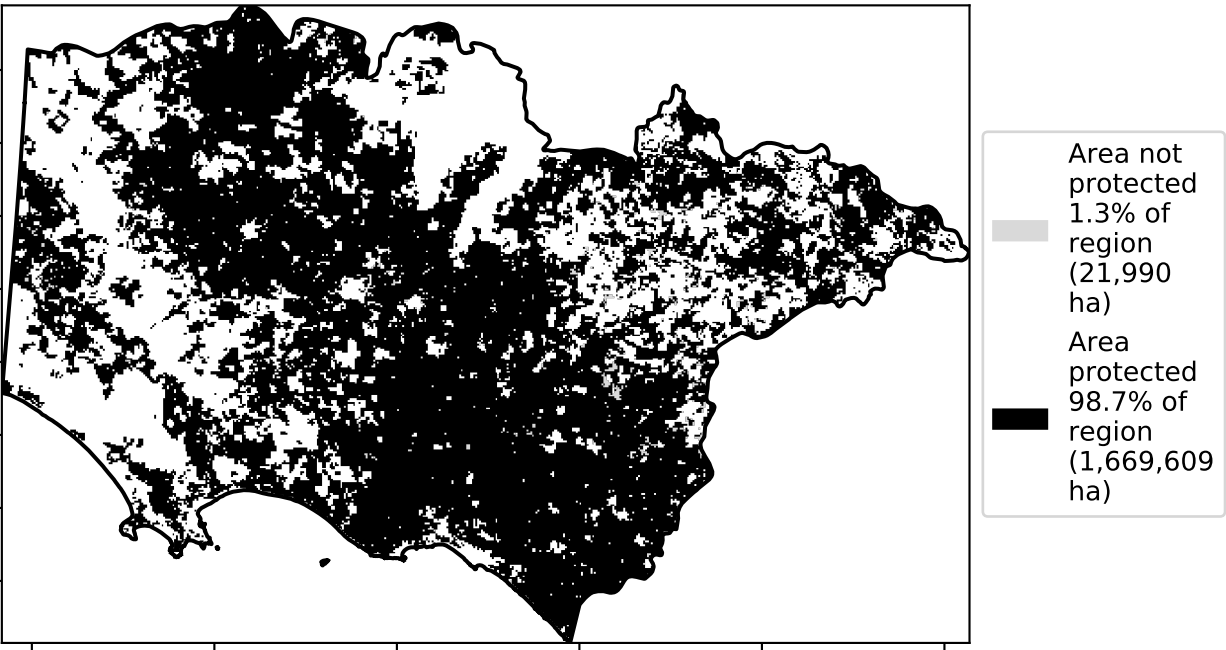 Area not
protected
1.3% of
region
(21,990
ha)
Area
protected
98.7% of
region
(1,669,609
ha)